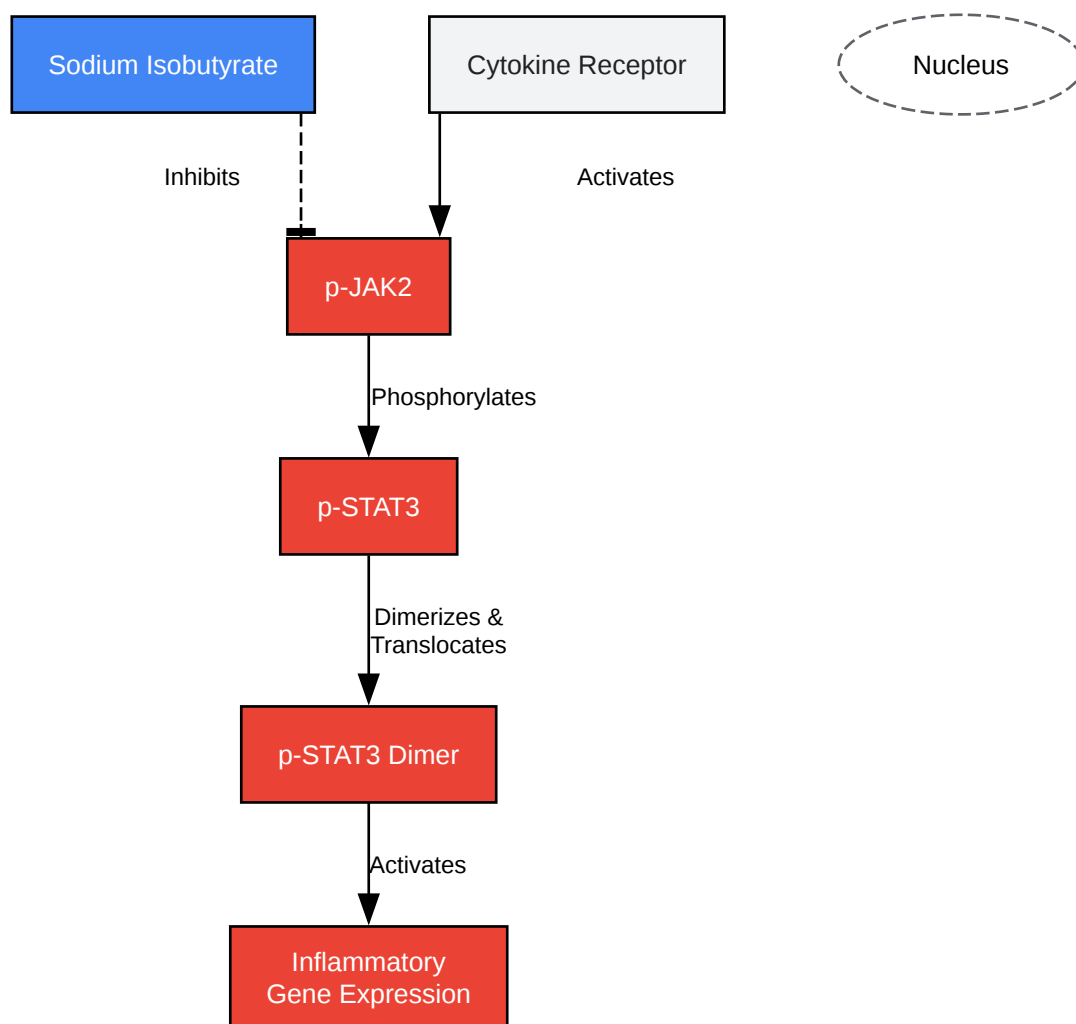 Sodium Isobutyrate
Cytokine Receptor
Nucleus
Inhibits
Activates
p-JAK2
Phosphorylates
p-STAT3
Dimerizes &
Translocates
p-STAT3 Dimer
Activates
Inflammatory
Gene Expression